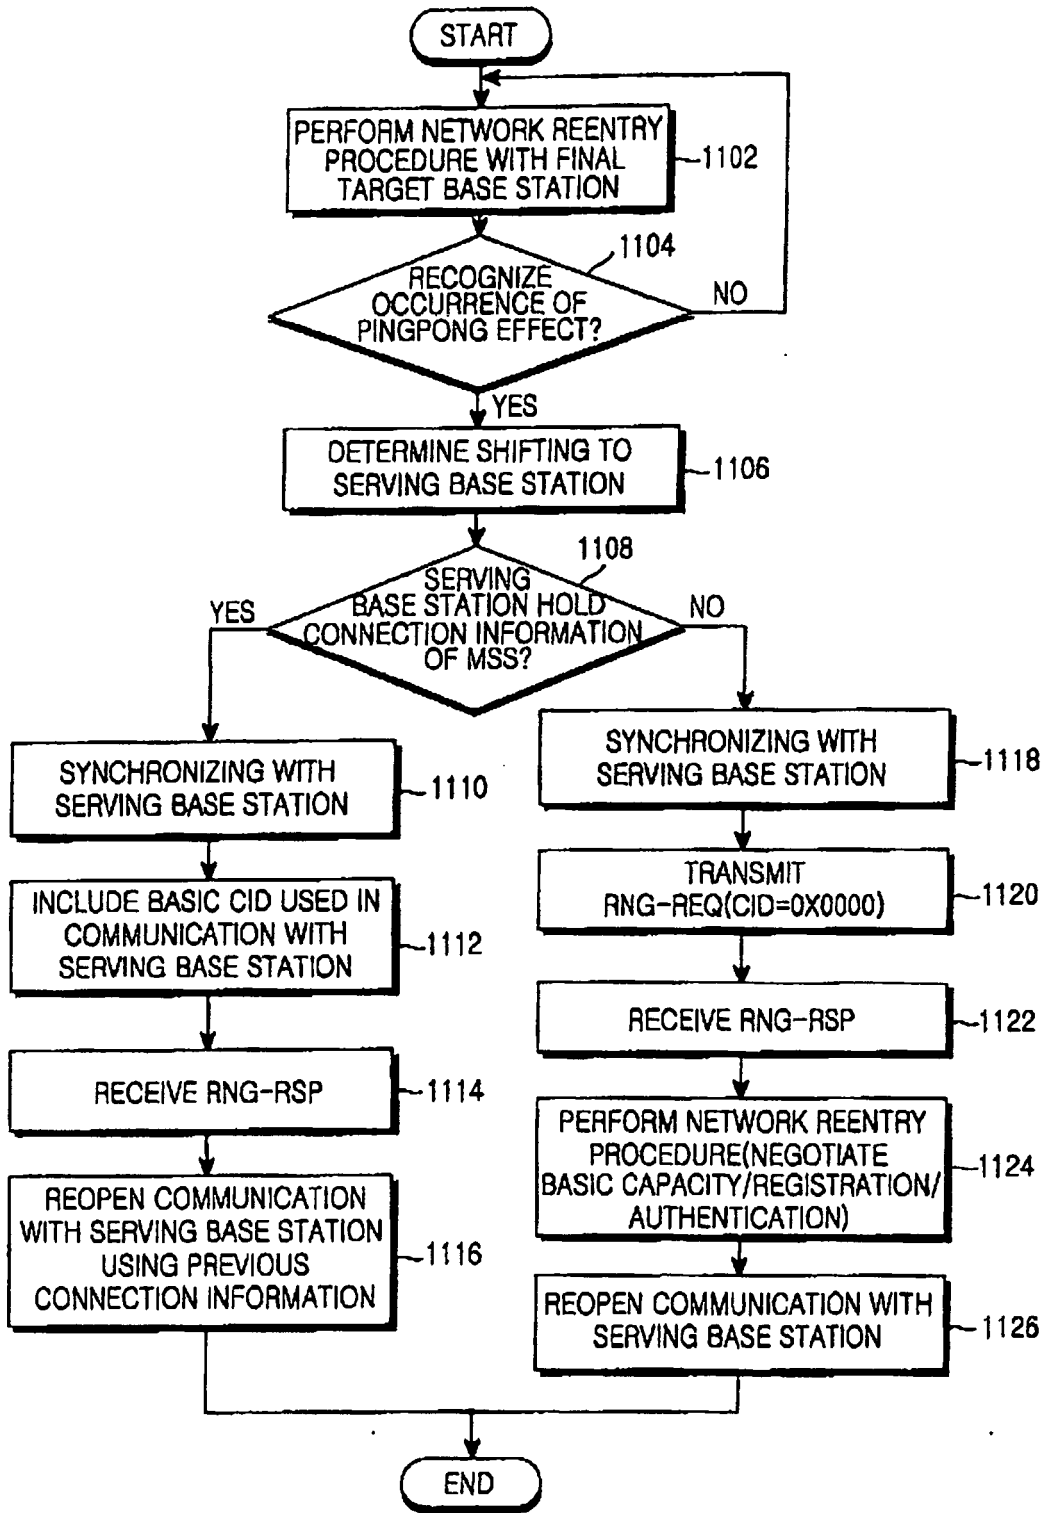 START
PERFORM NETWORK REENTRY
PROCEDURE WITH FINAL
TARGET BASE STATION
1102
1104
RECOGNIZE
OCCURRENCE OF
PINGPONG EFFECT?
NO
YES
DETERMINE SHIFTING TO
SERVING BASE STATION
1106
1108
SERVING
BASE STATION HOLD
CONNECTION INFORMATION
OF MSS?
YES
NO
SYNCHRONIZING WITH
SERVING BASE STATION
1110
INCLUDE BASIC CID USED IN
COMMUNICATION WITH
SERVING BASE STATION
1112
RECEIVE RNG-RSP
1114
REOPEN COMMUNICATION
WITH SERVING BASE STATION
USING PREVIOUS
CONNECTION INFORMATION
1116
SYNCHRONIZING WITH
SERVING BASE STATION
1118
TRANSMIT
RNG-REQ(CID=0X0000)
1120
RECEIVE RNG-RSP
1122
PERFORM NETWORK REENTRY
PROCEDURE(NEGOTIATE
BASIC CAPACITY/REGISTRATION/
AUTHENTICATION)
1124
REOPEN COMMUNICATION WITH
SERVING BASE STATION
1126
END